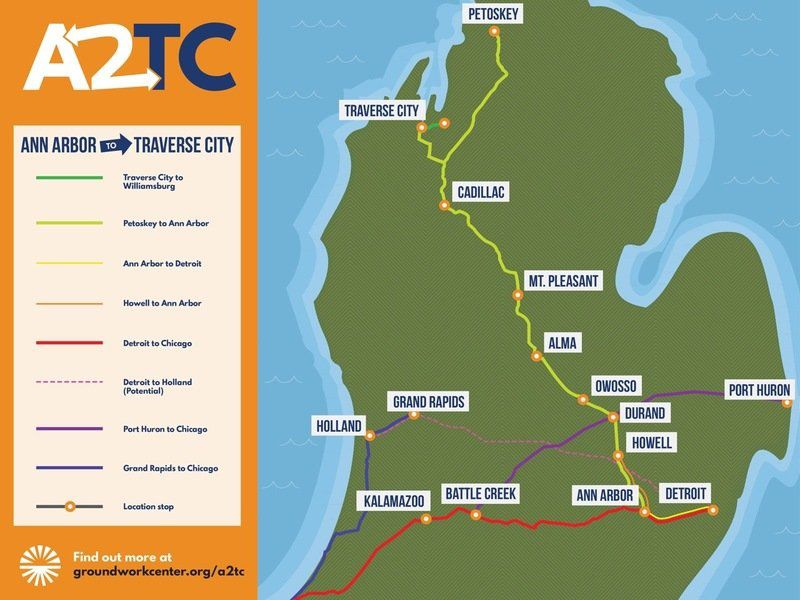 A2TC
ANN ARBOR TO TRAVERSE CITY
Traverse City to
Williamsburg
Petoskey to Ann Arbor
Ann Arbor to Detroit
Howell to Ann Arbor
Detroit to Chicago
Detroit to Holland
(Potential)
Port Huron to Chicago
Grand Rapids to Chicago
Location stop
Find out more at
groundworkcenter.org/a2tc
PETOSKEY
TRAVERSE CITY
CADILLAC
MT. PLEASANT
ALMA
OWOSSO
PORT HURON
GRAND RAPIDS
DURAND
HOLLAND
HOWELL
KALAMAZOO
BATTLE CREEK
ANN ARBOR
DETROIT